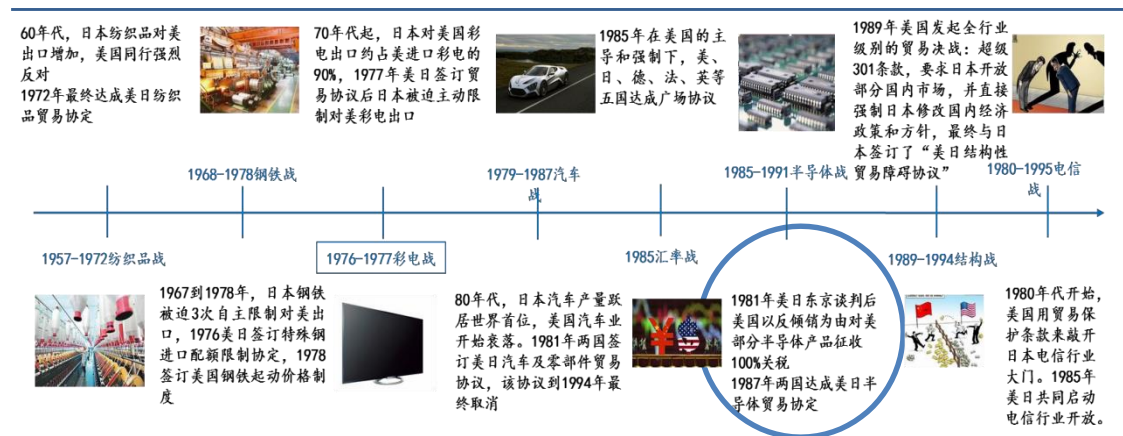 60年代，日本纺织品对美
出口增加，美国同行强烈
反对
1972年最终达成美日纺织
品贸易协定
70年代起，日本对美国彩
电出口约占美进口彩电的
90%，1977年美日签订贸
易协议后日本被迫主动限
制对美彩电出口
1985年在美国的主
导和强制下，美、
日、德、法、英等
五国达成广场协议
1989年美国发起全行业
级别的贸易决战：超级
301条款，要求日本开放
部分国内市场，并直接
强制日本修改国内经济
政策和方针，最终与日
本签订了“美日结构性
贸易障碍协议”
1968-1978钢铁战
1979-1987汽车
战
1985-1991半导体战
1980-1995电信
战
1957-1972纺织品战
1976-1977彩电战
1985汇率战
1989-1994结构战
1967到1978年，日本钢铁
被迫3次自主限制对美出
口，1976美日签订特殊钢
进口配额限制协定，1978
签订美国钢铁起动价格制
度
80年代，日本汽车产量跃
居世界首位，美国汽车业
开始衰落。1981年两国签
订美日汽车及零部件贸易
协议，该协议到1994年最
终取消
1981年美日东京谈判后
美国以反倾销为由对美
部分半导体产品征收
100%关税
1987年两国达成美日半
导体贸易协定
1980年代开始，
美国用贸易保
护条款来敲开
日本电信行业
大门。1985年
美日共同启动
电信行业开放。